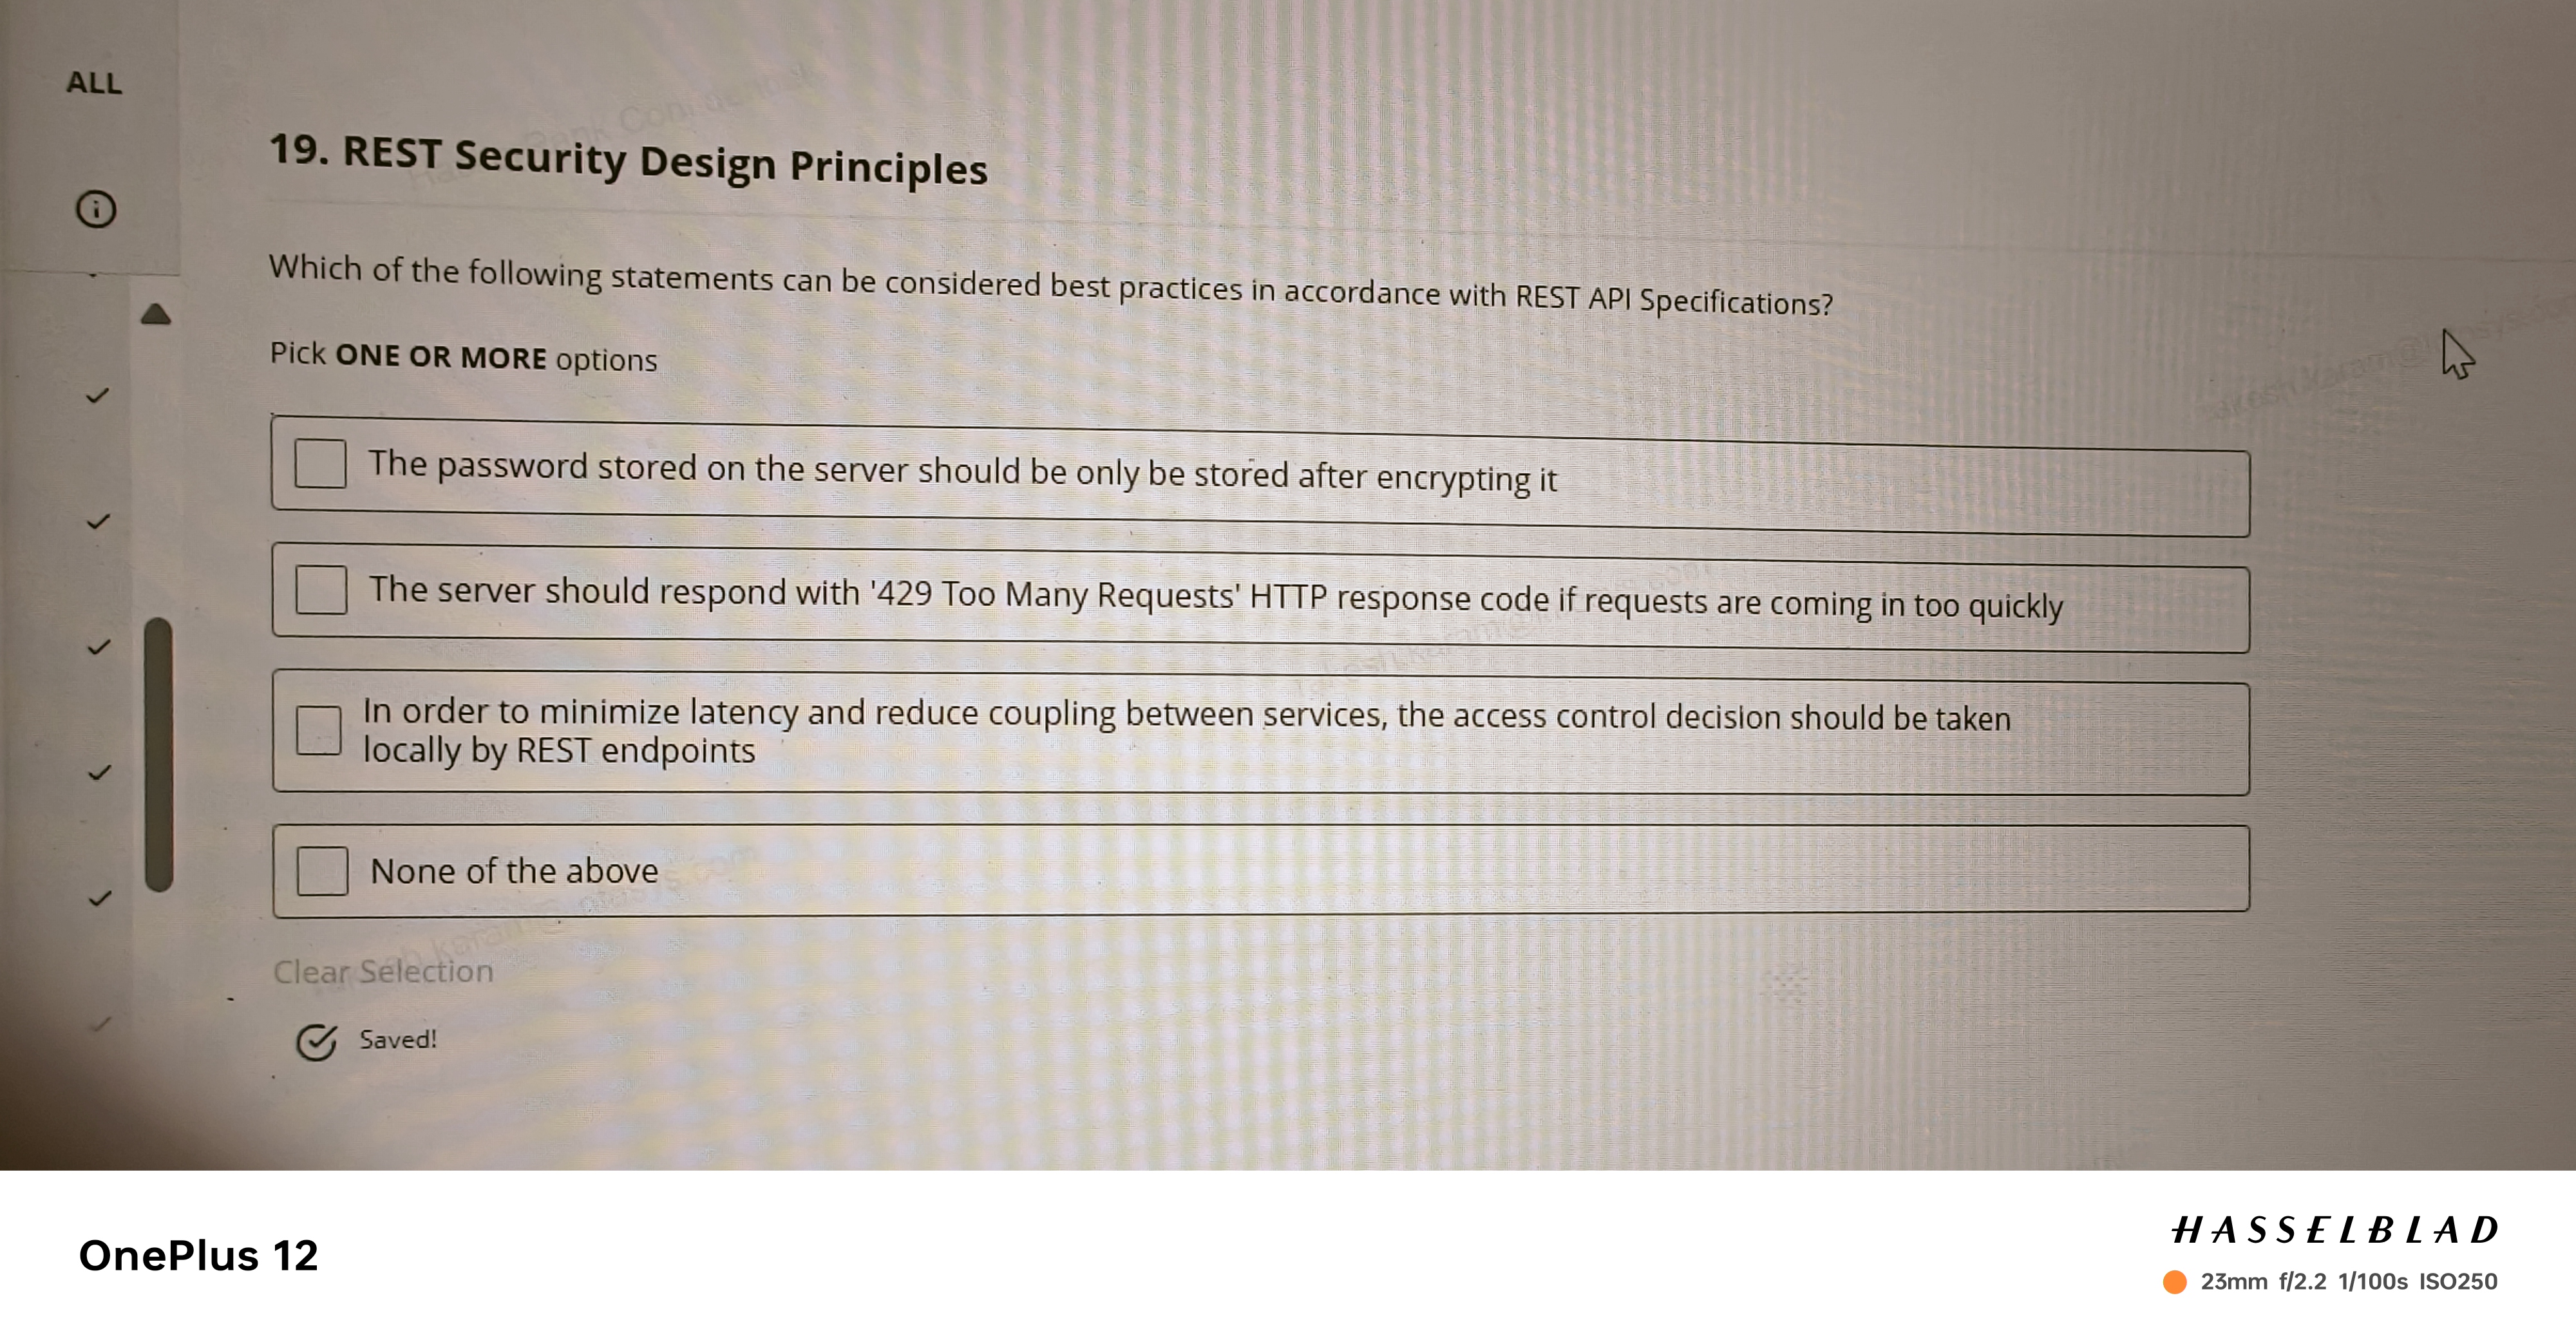 ALL
19. REST Security Design Principles
Which of the following statements can be considered best practices in accordance with REST API Specifications?
Pick ONE OR MORE options
The password stored on the server should be only be stored after encrypting it
The server should respond with '429 Too Many Requests' HTTP response code if requests are coming in too quickly
In order to minimize latency and reduce coupling between services, the access control decision should be taken
locally by REST endpoints
None of the above
Clear Selection
Saved!
OnePlus 12
HASSELBLAD
23mm f/2.2 1/100s ISO250